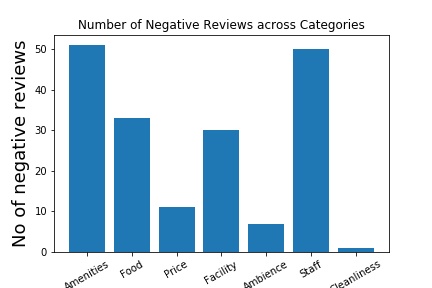 Number of Negative Reviews across Categories
No of negative reviews
50
40
30
20
10
0
Amenities
Food
Price
Facility
Ambience
Staff
Cleanliness